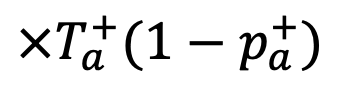 ×T_a^+(1 − p_a^+)